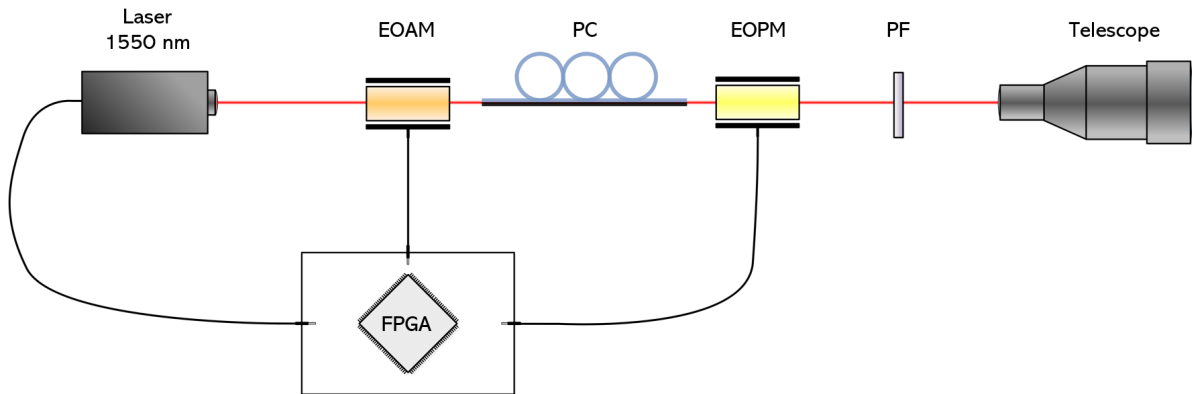 Laser
1550 nm
EOAM
PC
EOPM
PF
Telescope
FPGA